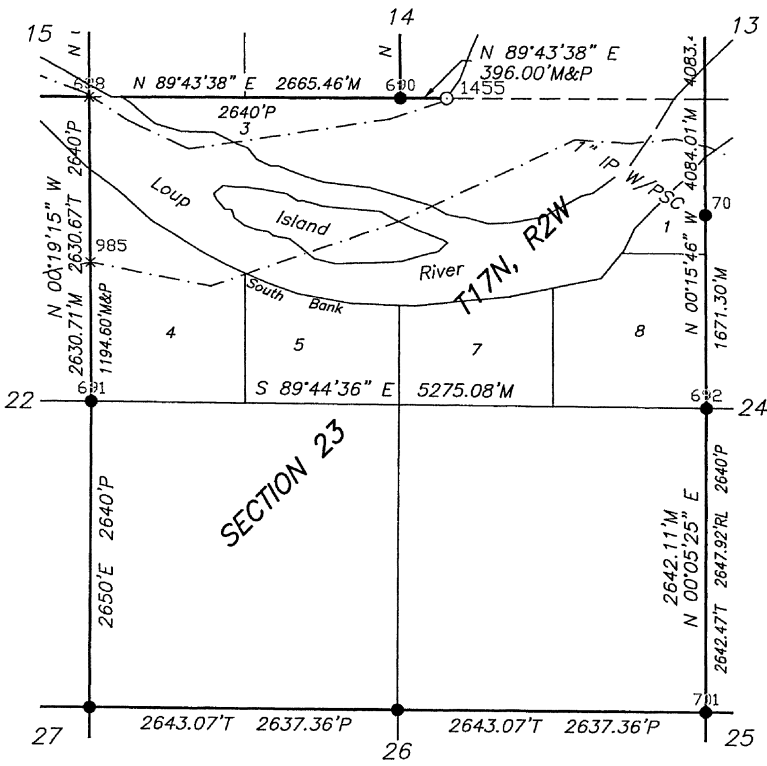 15
14
13
N
N
N 89°43'38" E
396.00'M&P
4083.
N 89°43'38" E 2665.46'M
690
1455
2640'P
3
N 00°19'15" W
2630.71'M 2630.67'T 2640'P
985
1194.60'M&P
Loup
Island
River
South Bank
T17N, R2W
1" IP W/PSC
N 00°15'46" W 4084.01'M
70
1671.30'M
1
4
5
7
8
S 89°44'36" E 5275.08'M
22
691
692
24
SECTION 23
2650'E 2640'P
2642.11'M
N 00°05'25" E
2642.47'T 2647.92'RL 2640'P
701
27
2643.07'T 2637.36'P
26
2643.07'T 2637.36'P
25